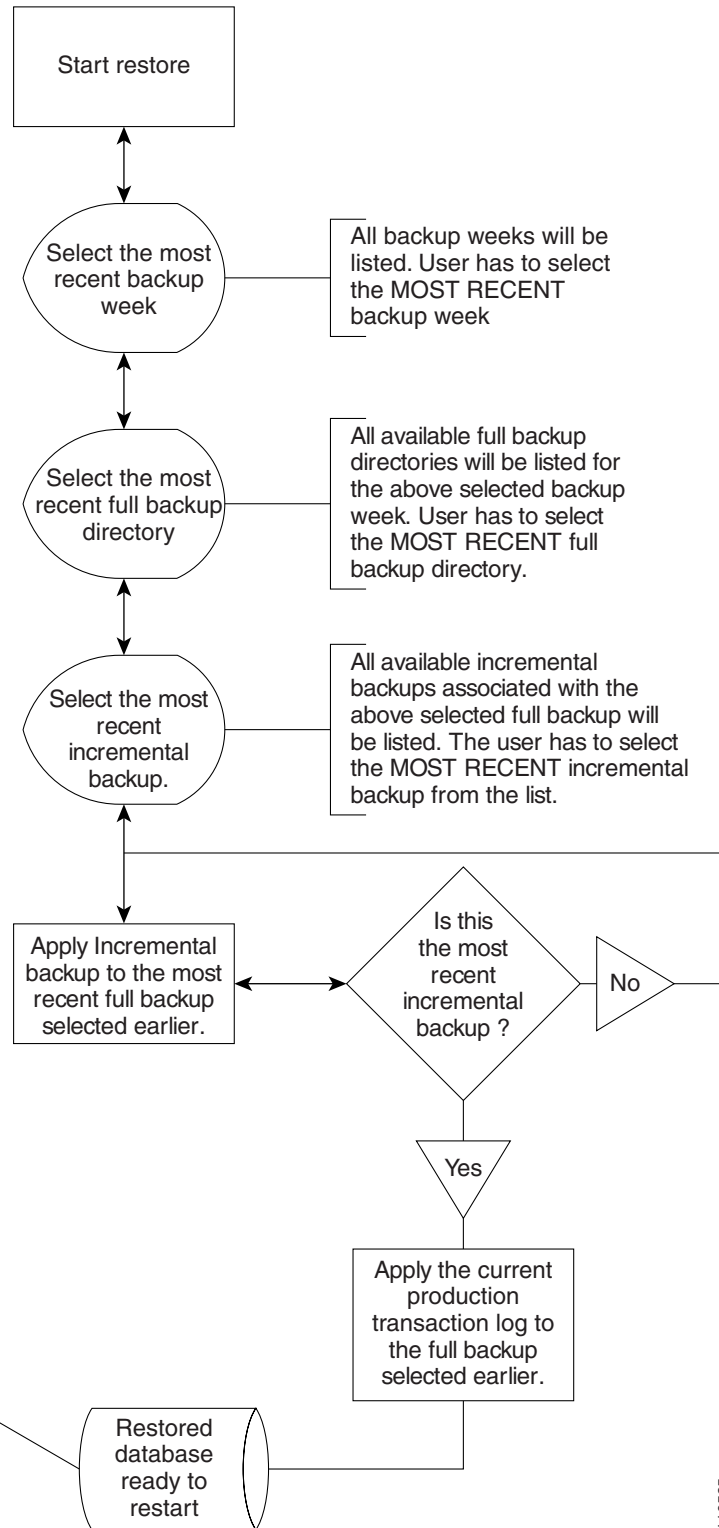 Start restore
Select the most
recent backup
week
All backup weeks will be
listed. User has to select
the MOST RECENT
backup week
Select the most
recent full backup
directory
All available full backup
directories will be listed for
the above selected backup
week. User has to select
the MOST RECENT full
backup directory.
Select the most
recent
incremental
backup.
All available incremental
backups associated with the
above selected full backup will
be listed. The user has to select
the MOST RECENT incremental
backup from the list.
Apply Incremental
backup to the most
recent full backup
selected earlier.
Is this
the most
recent
incremental
backup ?
No
Yes
Apply the current
production
transaction log to
the full backup
selected earlier.
Restored
database
ready to
restart